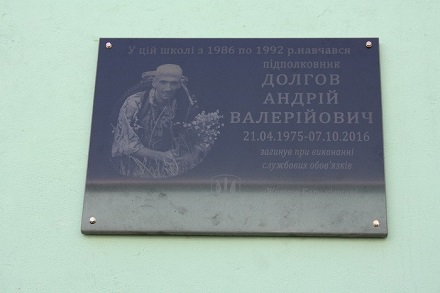 У цій школі з 1986 по 1992 р.навчався
підполковник
ДОЛГОВ
АНДРІЙ
ВАЛЕРІЙОВИЧ
21.04.1975-07.10.2016
загинув при виконанні
службових обов'язків